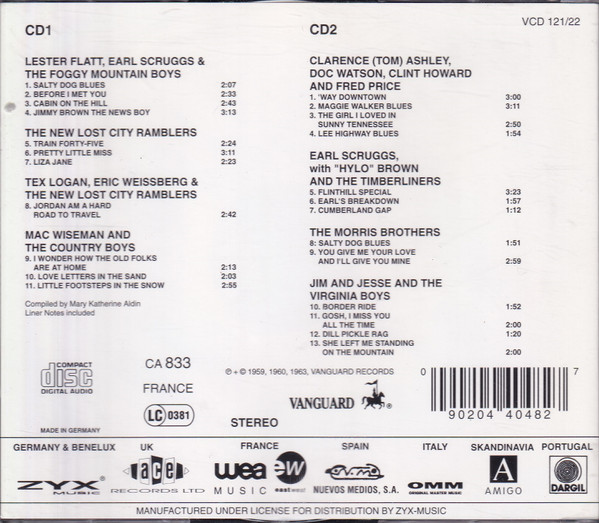 VCD 121/22
CD1
LESTER FLATT, EARL SCRUGGS &
THE FOGGY MOUNTAIN BOYS
1. SALTY DOG BLUES 2:07
2. BEFORE I MET YOU 2:33
3. CABIN ON THE HILL 2:43
4. JIMMY BROWN THE NEWS BOY 3:13
THE NEW LOST CITY RAMBLERS
5. TRAIN FORTY-FIVE 2:24
6. PRETTY LITTLE MISS 3:11
7. LIZA JANE 2:23
TEX LOGAN, ERIC WEISSBERG &
THE NEW LOST CITY RAMBLERS
8. JORDAN AM A HARD
ROAD TO TRAVEL 2:42
MAC WISEMAN AND
THE COUNTRY BOYS
9. I WONDER HOW THE OLD FOLKS
ARE AT HOME 2:13
10. LOVE LETTERS IN THE SAND 2:03
11. LITTLE FOOTSTEPS IN THE SNOW 2:55
Compiled by Mary Katherine Aldin
Liner Notes included
CD2
CLARENCE (TOM) ASHLEY,
DOC WATSON, CLINT HOWARD
AND FRED PRICE
1. 'WAY DOWNTOWN 3:00
2. MAGGIE WALKER BLUES 3:11
3. THE GIRL I LOVED IN
SUNNY TENNESSEE 2:50
4. LEE HIGHWAY BLUES 1:54
EARL SCRUGGS,
with "HYLO" BROWN
AND THE TIMBERLINERS
5. FLINTHILL SPECIAL 3:23
6. EARL'S BREAKDOWN 1:57
7. CUMBERLAND GAP 1:12
THE MORRIS BROTHERS
8: SALTY DOG BLUES 1:51
9. YOU GIVE ME YOUR LOVE
AND I'LL GIVE YOU MINE 2:59
JIM AND JESSE AND THE
VIRGINIA BOYS
10. BORDER RIDE 1:52
11. GOSH, I MISS YOU
ALL THE TIME 2:00
12. DILL PICKLE RAG 1:20
13. SHE LEFT ME STANDING
ON THE MOUNTAIN 2:00
COMPACT
disc
DIGITAL AUDIO
MADE IN GERMANY
CA 833
FRANCE
LC 0381
STEREO
℗ + © 1959, 1960, 1963, VANGUARD RECORDS
VANGUARD
0 90204 40482 7
GERMANY & BENELUX
ZYX
MUSIC
UK
ace
RECORDS LTD
FRANCE
wea
MUSIC
ew
eastwest
SPAIN
NUEVOS MEDIOS, S.A.
ITALY
OMM
ORIGINAL MASTER MUSIC
SKANDINAVIA
A
AMIGO
PORTUGAL
DARGIL
MANUFACTURED UNDER LICENSE FOR DISTRIBUTION BY ZYX-MUSIC